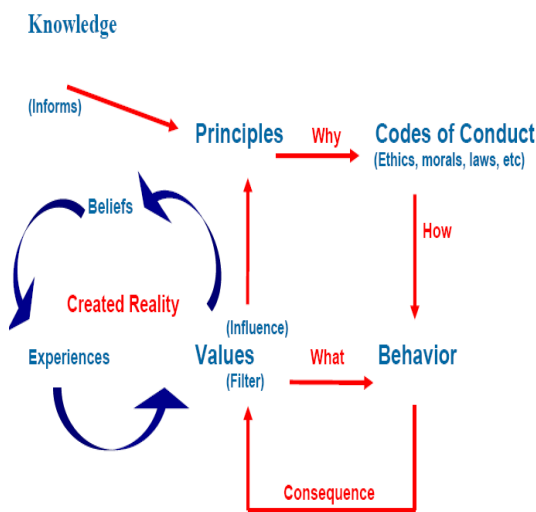 Knowledge
(Informs)
Principles
Why
Codes of Conduct
(Ethics, morals, laws, etc)
Beliefs
How
Created Reality
(Influence)
Experiences
Values
(Filter)
What
Behavior
Consequence